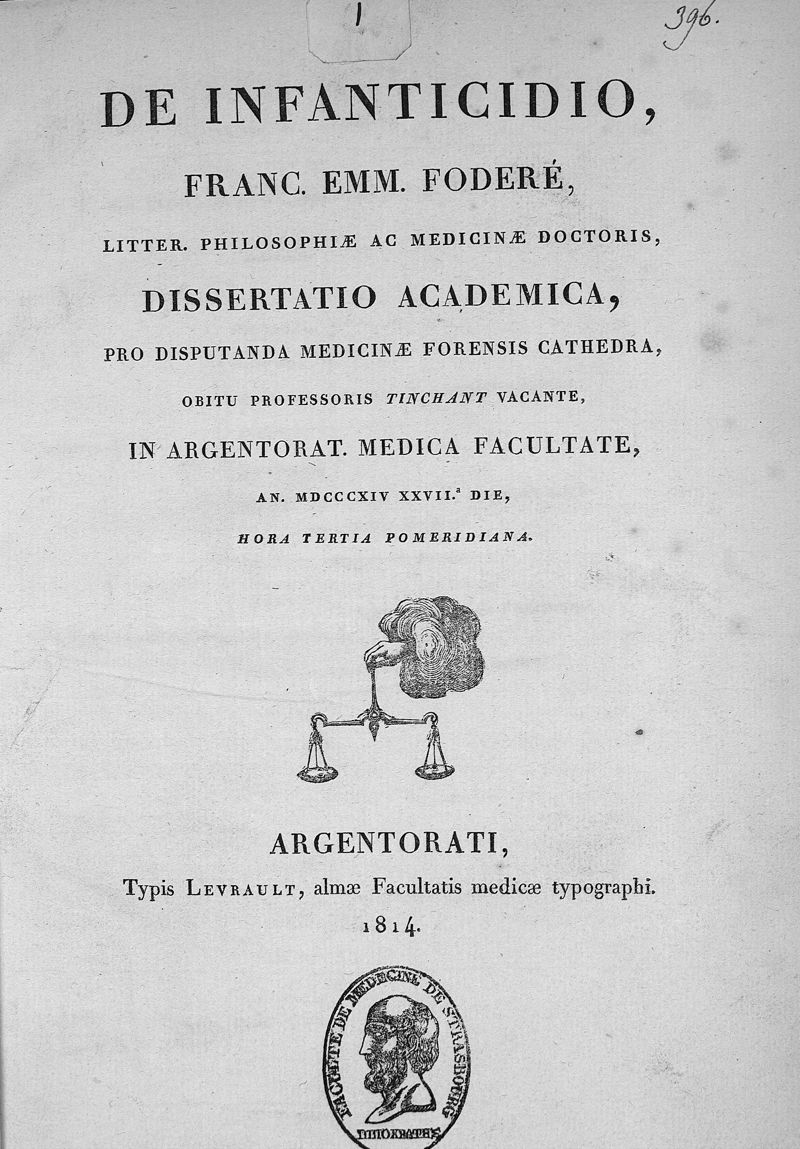 1
396.
DE INFANTICIDIO,
FRANC. EMM. FODERÉ,
LITTER. PHILOSOPHIÆ AC MEDICINÆ DOCTORIS,
DISSERTATIO ACADEMICA,
PRO DISPUTANDA MEDICINÆ FORENSIS CATHEDRA,
OBITU PROFESSORIS TINCHANT VACANTE,
IN ARGENTORAT. MEDICA FACULTATE,
AN. MDCCCXIV XXVII.ª DIE,
HORA TERTIA POMERIDIANA.
ARGENTORATI,
Typis LEVRAULT, almæ Facultatis medicæ typographi.
1814.
FACULTE DE MEDECINE DE STRASBOURG
ΙΠΠΟΚΡΑΤΗΣ